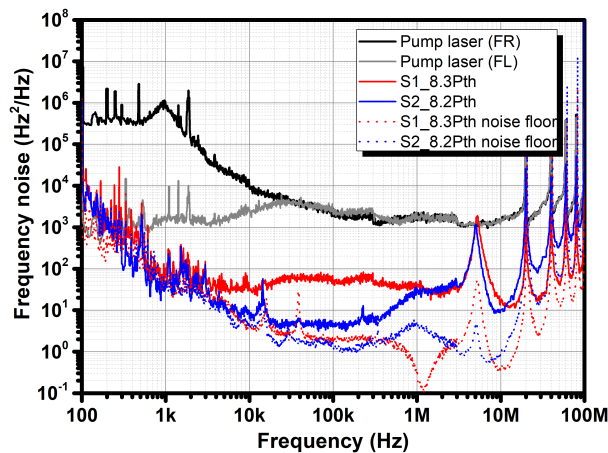 10^8
10^7
10^6
10^5
10^4
10^3
10^2
10^1
10^0
10^-1
Frequency noise (Hz^2/Hz)
Pump laser (FR)
Pump laser (FL)
S1_8.3Pth
S2_8.2Pth
S1_8.3Pth noise floor
S2_8.2Pth noise floor
100 1k 10k 100k 1M 10M 100M
Frequency (Hz)